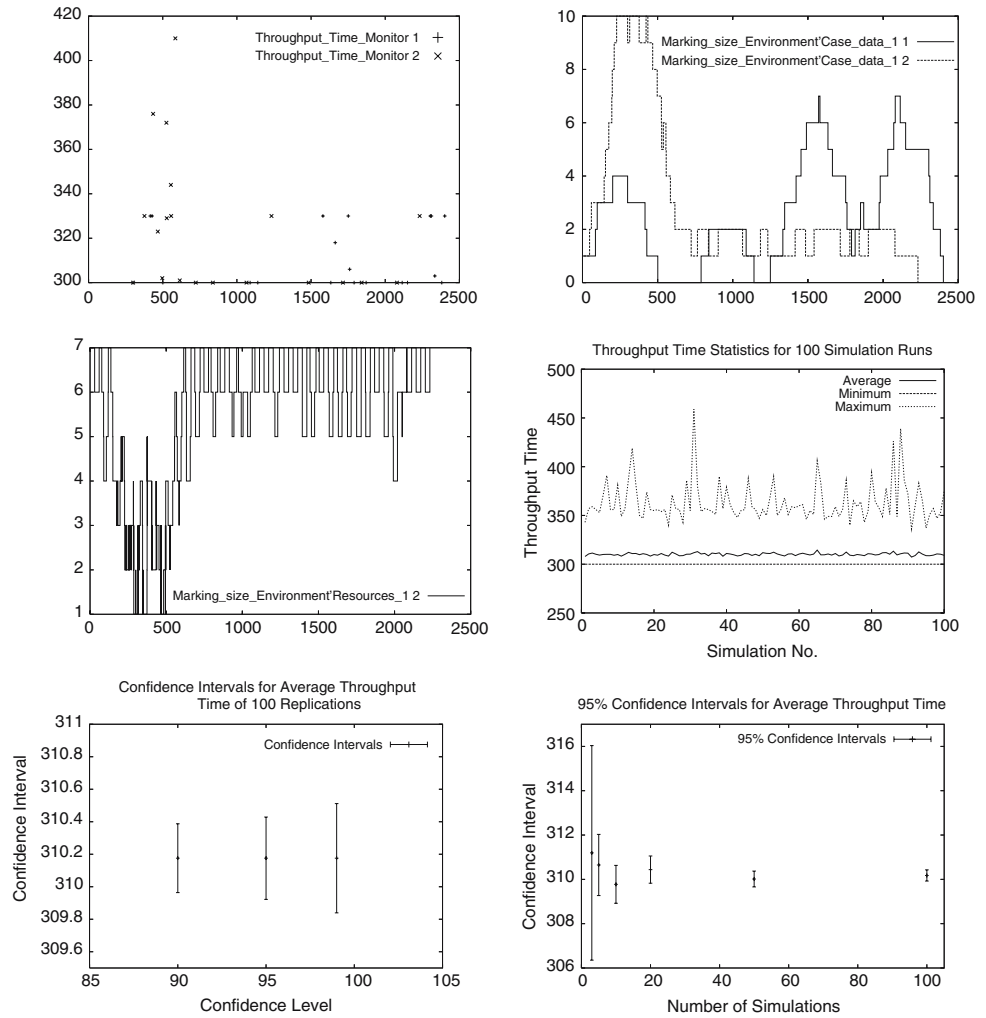 420
400
380
360
340
320
300
0 500 1000 1500 2000 2500
Throughput_Time_Monitor 1
Throughput_Time_Monitor 2
10
8
6
4
2
0
0 500 1000 1500 2000 2500
Marking_size_Environment'Case_data_1 1
Marking_size_Environment'Case_data_1 2
7
6
5
4
3
2
1
0 500 1000 1500 2000 2500
Marking_size_Environment'Resources_1 2
Throughput Time Statistics for 100 Simulation Runs
500
450
400
350
300
250
0 20 40 60 80 100
Average
Minimum
Maximum
Throughput Time
Simulation No.
Confidence Intervals for Average Throughput
Time of 100 Replications
311
310.8
310.6
310.4
310.2
310
309.8
309.6
85 90 95 100 105
Confidence Intervals
Confidence Interval
Confidence Level
95% Confidence Intervals for Average Throughput Time
316
314
312
310
308
306
0 20 40 60 80 100
95% Confidence Intervals
Confidence Interval
Number of Simulations